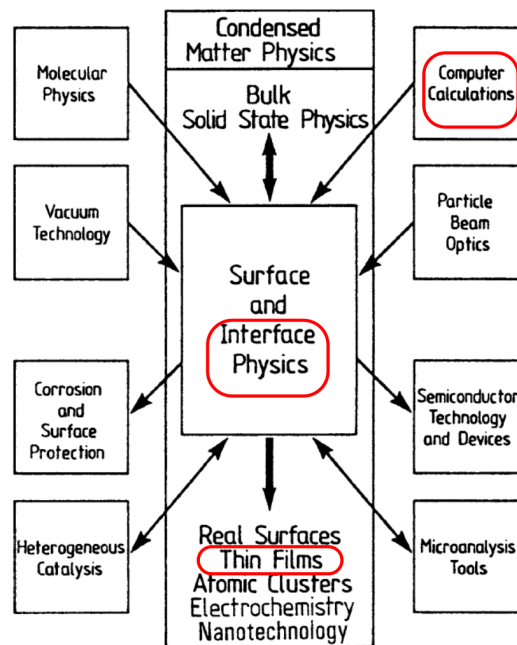 Condensed
Matter Physics
Molecular
Physics
Bulk
Solid State Physics
Computer
Calculations
Vacuum
Technology
Surface
and
Interface
Physics
Particle
Beam
Optics
Corrosion
and
Surface
Protection
Semiconductor
Technology
and Devices
Heterogeneous
Catalysis
Real Surfaces
Thin Films
Atomic Clusters
Electrochemistry
Nanotechnology
Microanalysis
Tools